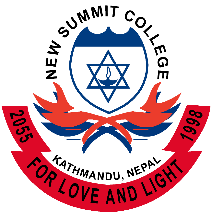 NEW SUMMIT COLLEGE
2055
1998
KATHMANDU, NEPAL
FOR LOVE AND LIGHT